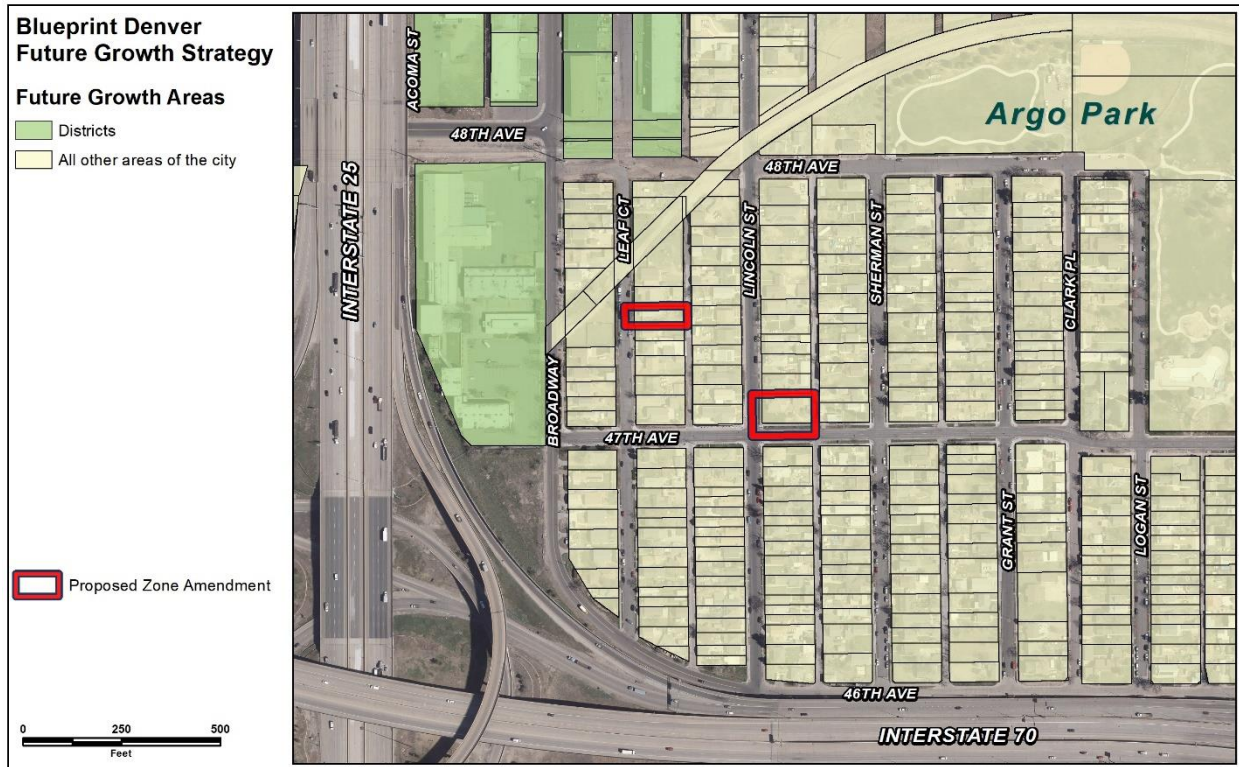 Blueprint Denver
Future Growth Strategy
Future Growth Areas
Districts
All other areas of the city
Proposed Zone Amendment
0 250 500
Feet
ACOMA ST
48TH AVE
Argo Park
48TH AVE
INTERSTATE 25
LEAF CT
LINCOLN ST
SHERMAN ST
CLARK PL
BROADWAY
47TH AVE
GRANT ST
LOGAN ST
46TH AVE
INTERSTATE 70